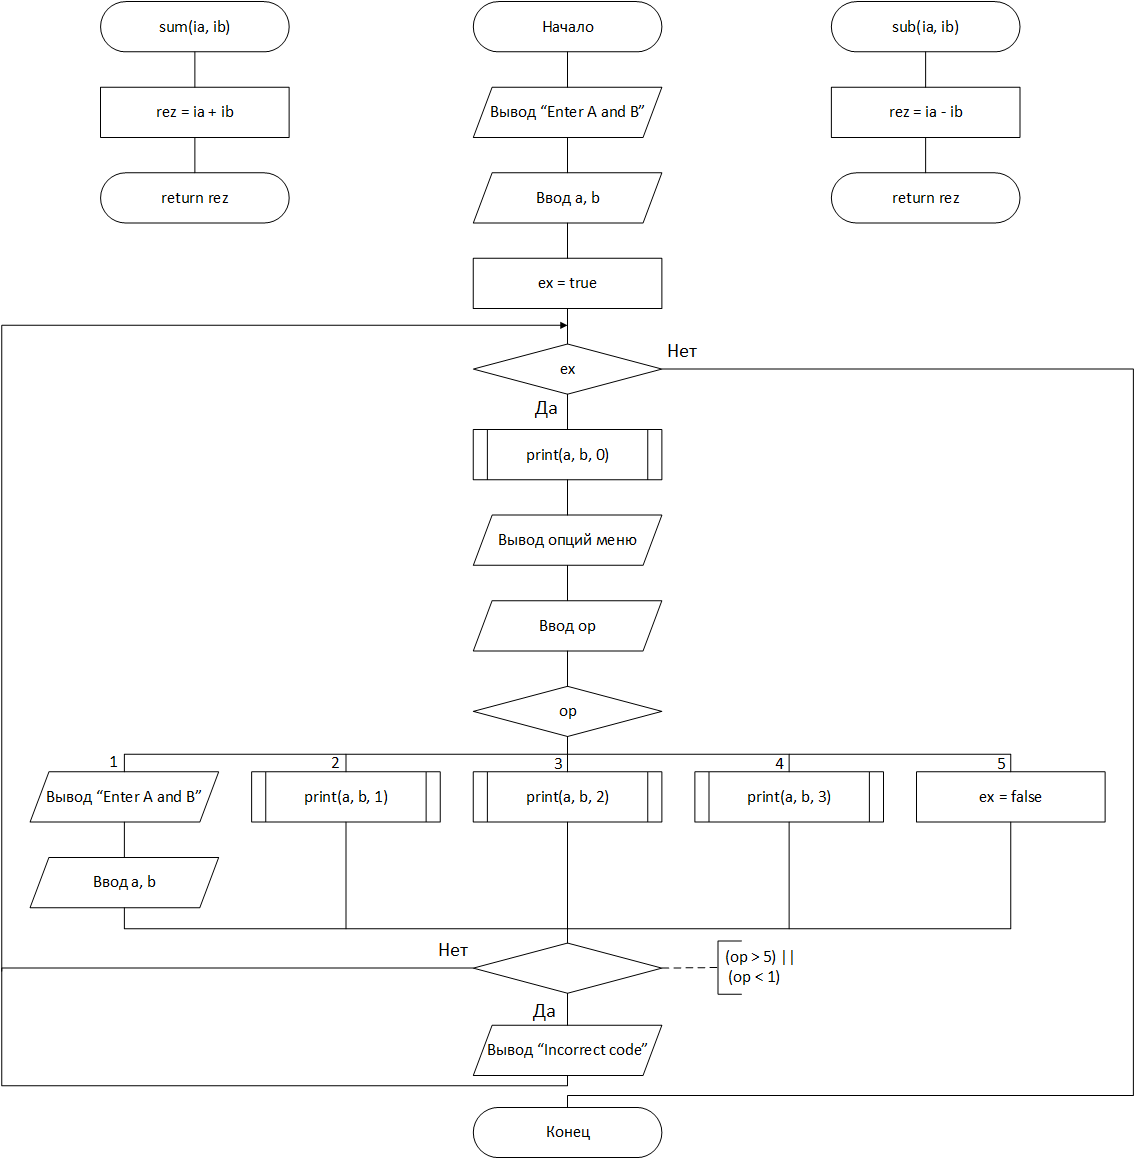 sum(ia, ib)
Начало
sub(ia, ib)
rez = ia + ib
Вывод “Enter A and B”
rez = ia - ib
return rez
Ввод a, b
return rez
ex = true
ex
Нет
Да
print(a, b, 0)
Вывод опций меню
Ввод op
op
1
2
3
4
5
Вывод “Enter A and B”
print(a, b, 1)
print(a, b, 2)
print(a, b, 3)
ex = false
Ввод a, b
Нет
(op > 5) ||
(op < 1)
Да
Вывод “Incorrect code”
Конец